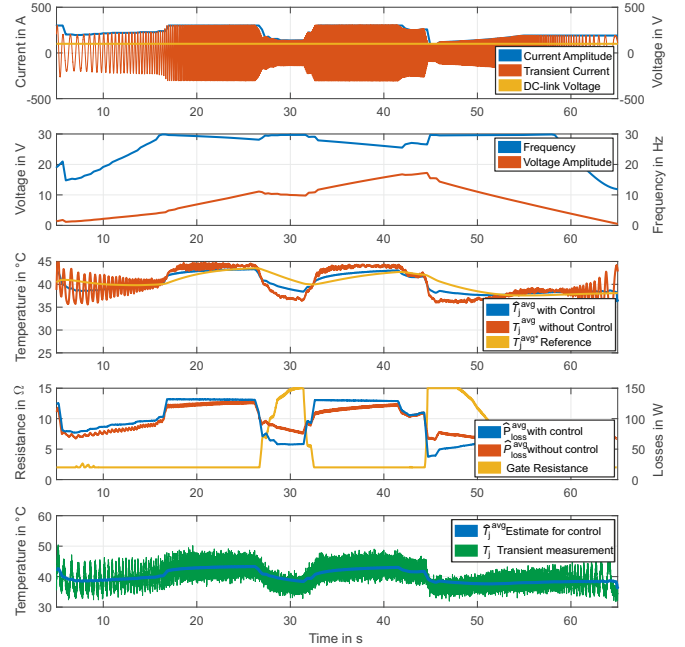 500
0
-500
Current in A
500
0
-500
Voltage in V
Current Amplitude
Transient Current
DC-link Voltage
10 20 30 40 50 60
30
20
10
0
Voltage in V
30
20
10
0
Frequency in Hz
Frequency
Voltage Amplitude
10 20 30 40 50 60
45
40
35
30
25
Temperature in °C
T̂j^avg with Control
Tj^avg without Control
Tj^avg* Reference
10 20 30 40 50 60
15
10
5
0
Resistance in Ω
150
100
50
0
Losses in W
P̂loss^avg with control
P̂loss^avg without control
Gate Resistance
10 20 30 40 50 60
60
50
40
30
Temperature in °C
T̂j^avg Estimate for control
Tj Transient measurement
10 20 30 40 50 60
Time in s